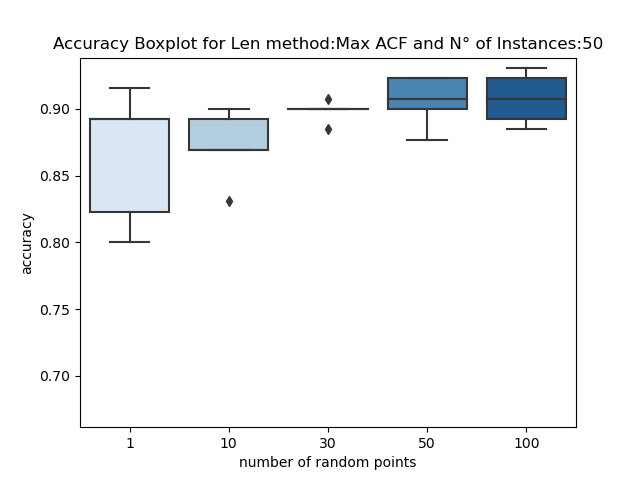 Accuracy Boxplot for Len method:Max ACF and N° of Instances:50
0.90
0.85
0.80
0.75
0.70
accuracy
1 10 30 50 100
number of random points